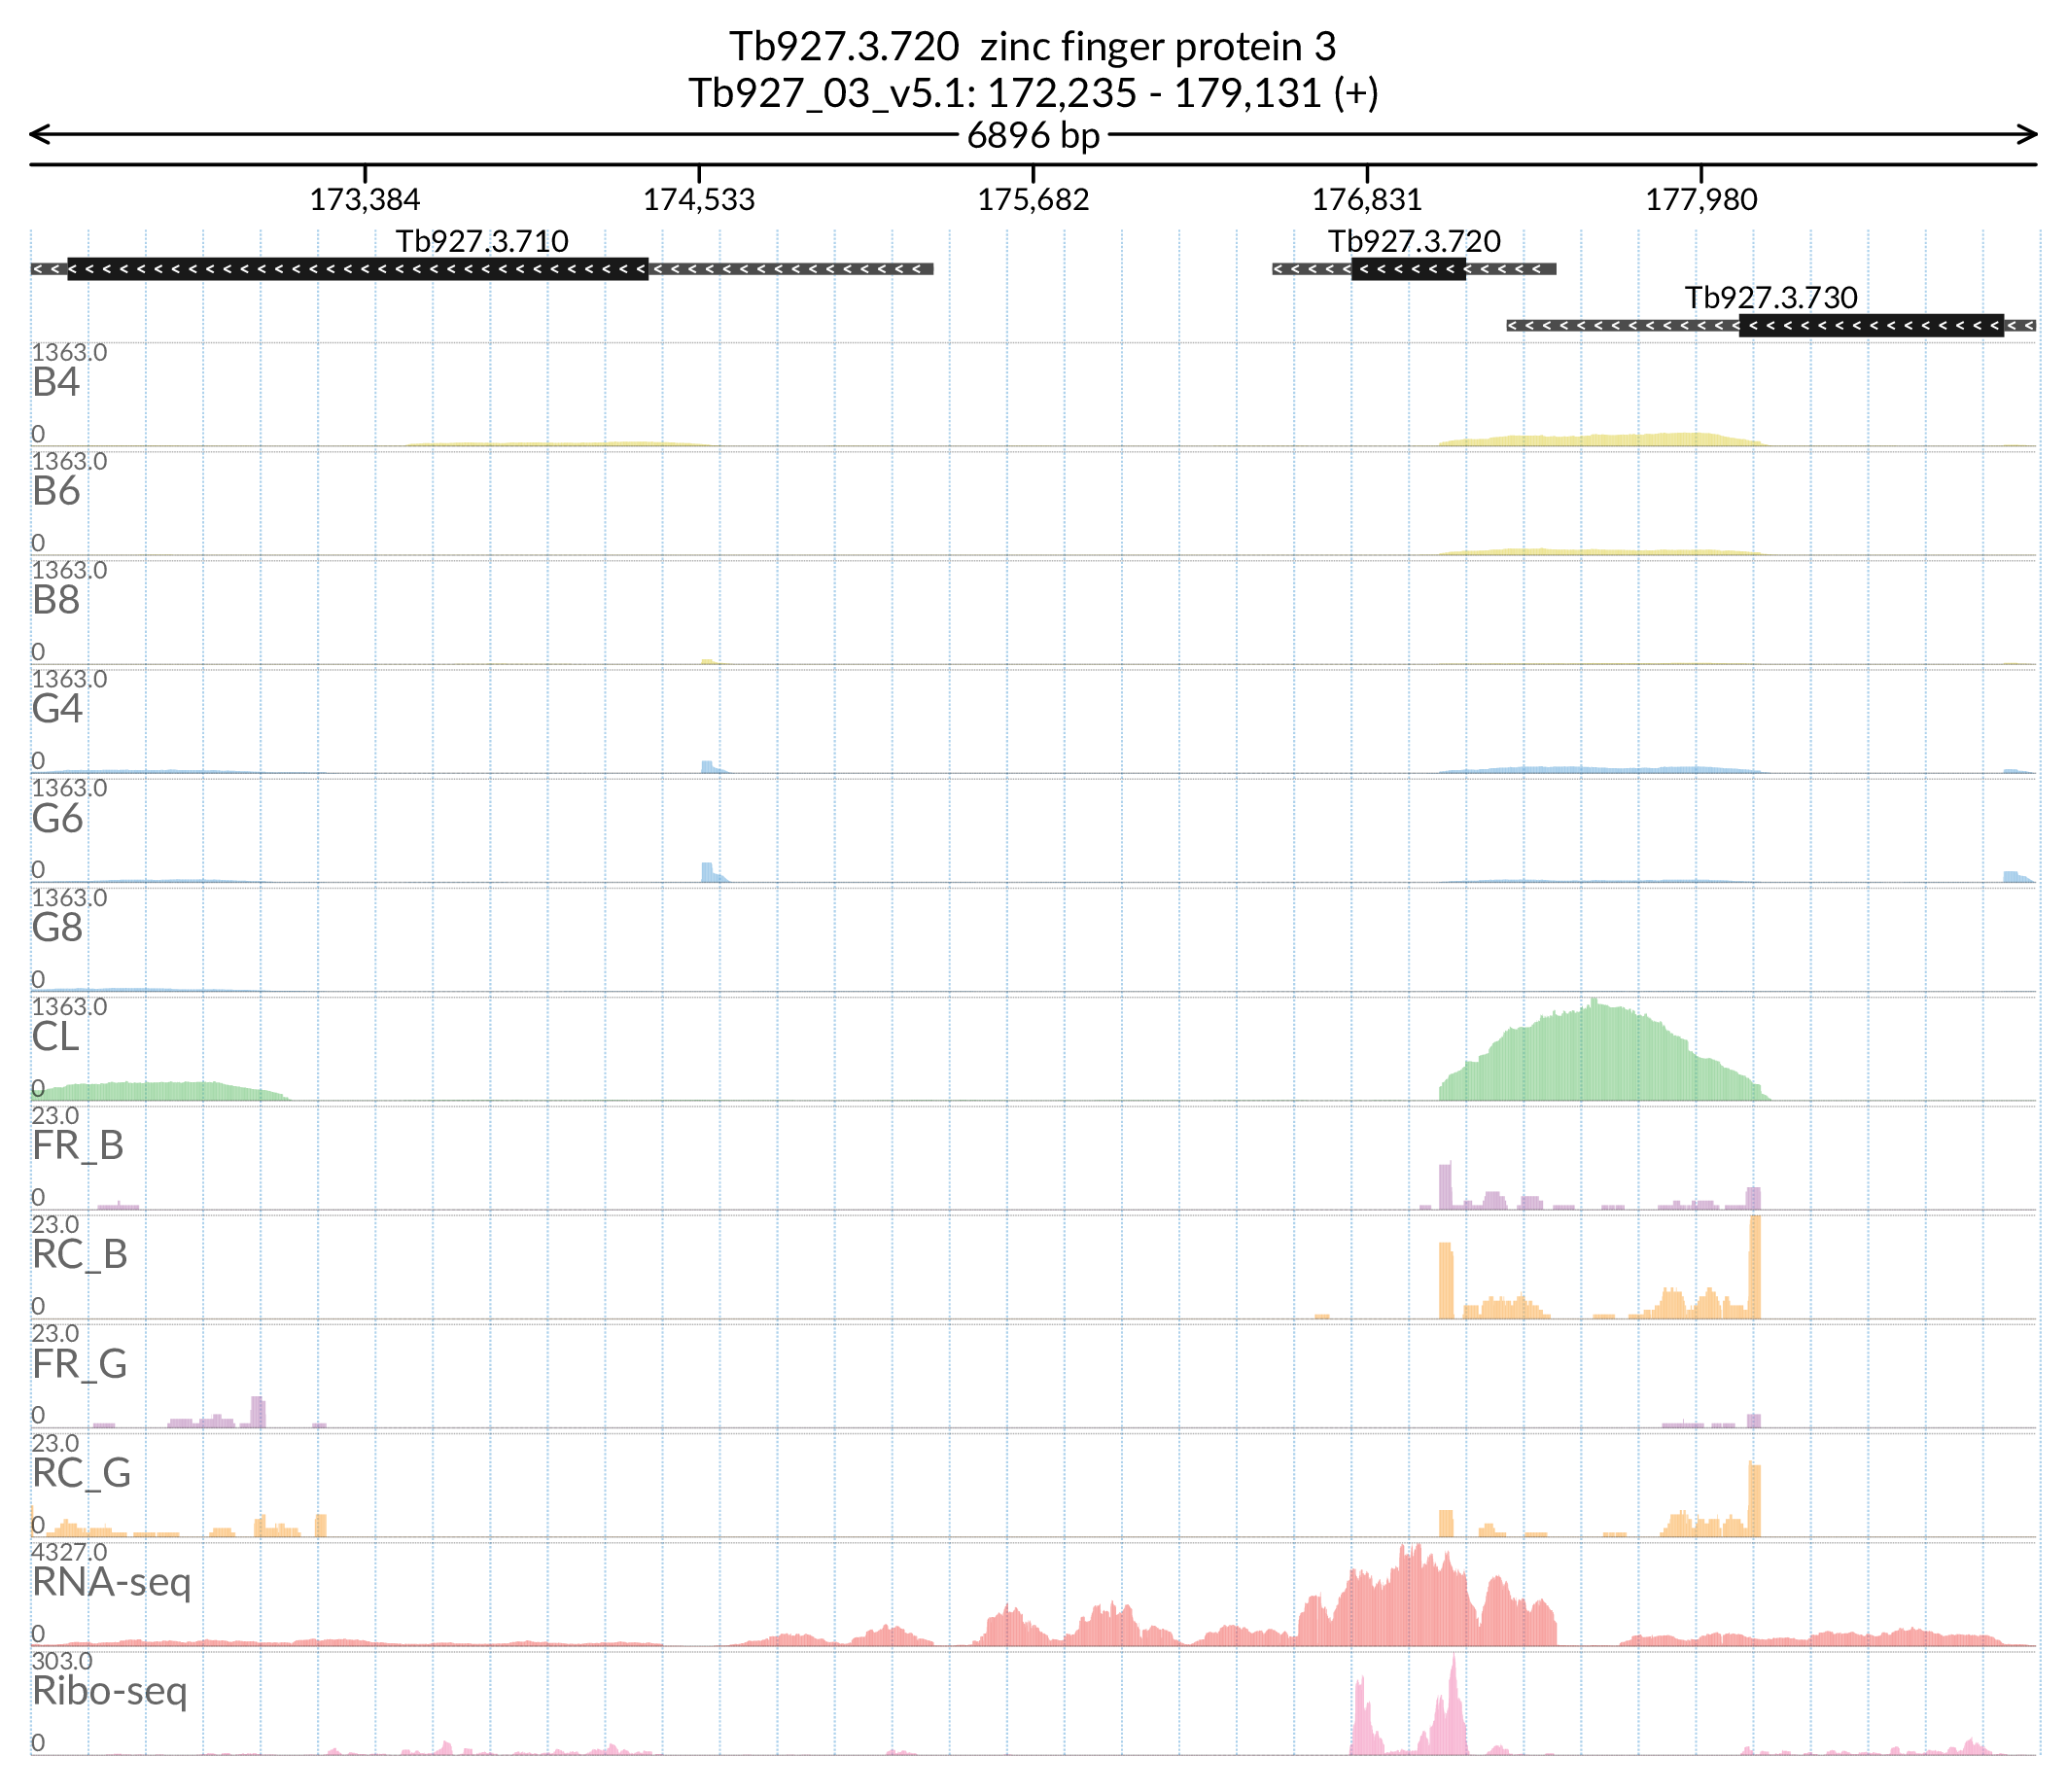 Tb927.3.720  zinc finger protein 3
Tb927_03_v5.1: 172,235 - 179,131 (+)
6896 bp
173,384 174,533 175,682 176,831 177,980
Tb927.3.710 Tb927.3.720
Tb927.3.730
1363.0
B4
0
1363.0
B6
0
1363.0
B8
0
1363.0
G4
0
1363.0
G6
0
1363.0
G8
0
1363.0
CL
0
23.0
FR_B
0
23.0
RC_B
0
23.0
FR_G
0
23.0
RC_G
0
4327.0
RNA-seq
0
303.0
Ribo-seq
0